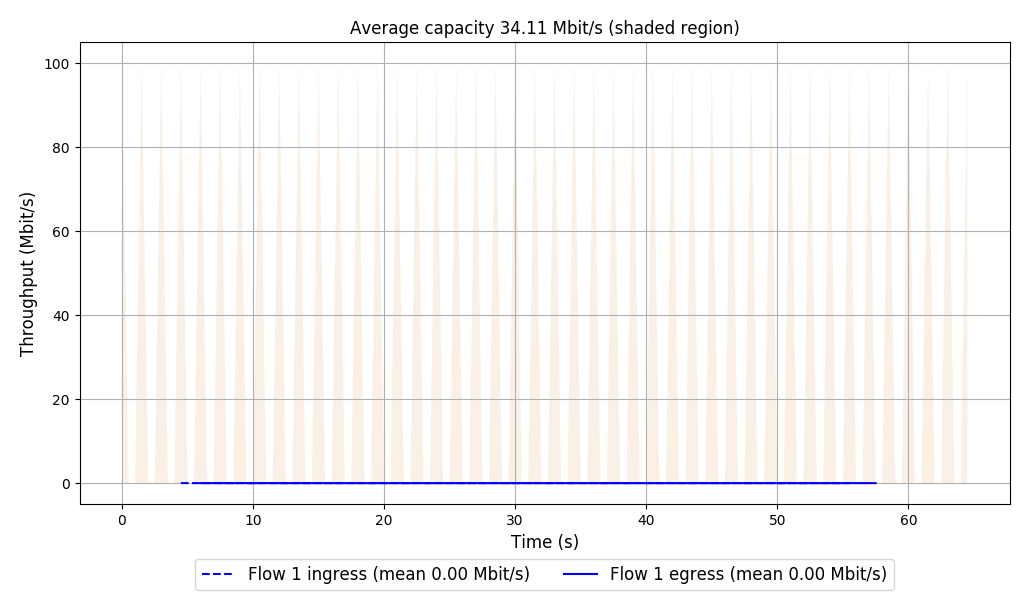 Average capacity 34.11 Mbit/s (shaded region)
100
80
60
40
20
0
Throughput (Mbit/s)
0 10 20 30 40 50 60
Time (s)
Flow 1 ingress (mean 0.00 Mbit/s) Flow 1 egress (mean 0.00 Mbit/s)